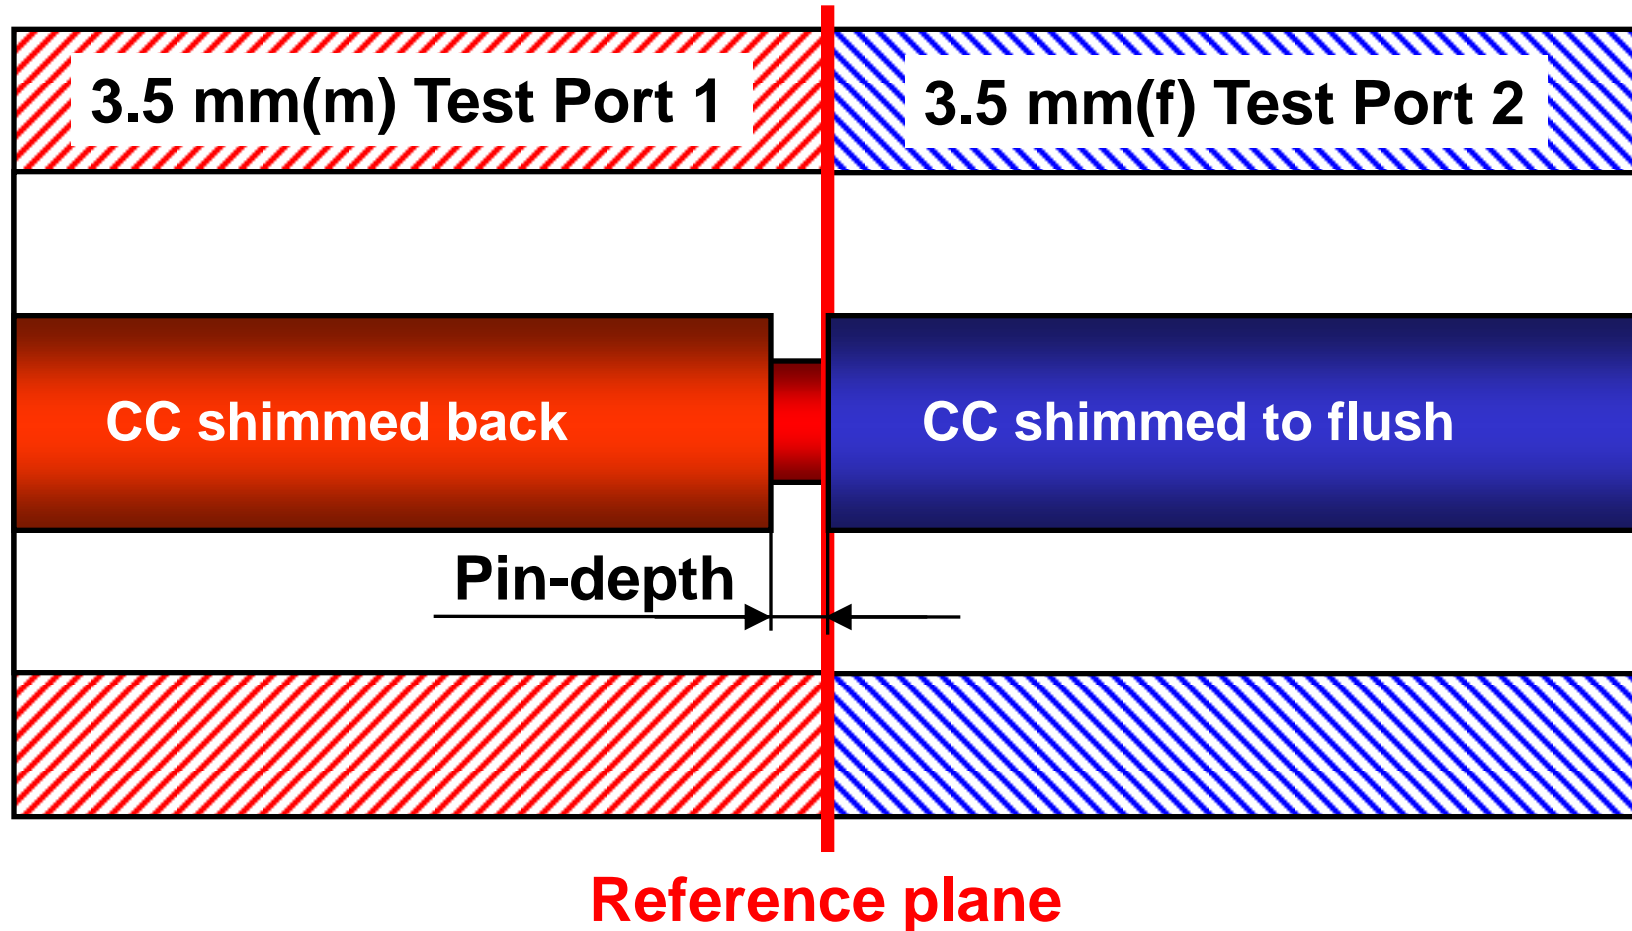 3.5 mm(m) Test Port 1
3.5 mm(f) Test Port 2
CC shimmed back
CC shimmed to flush
Pin-depth
Reference plane